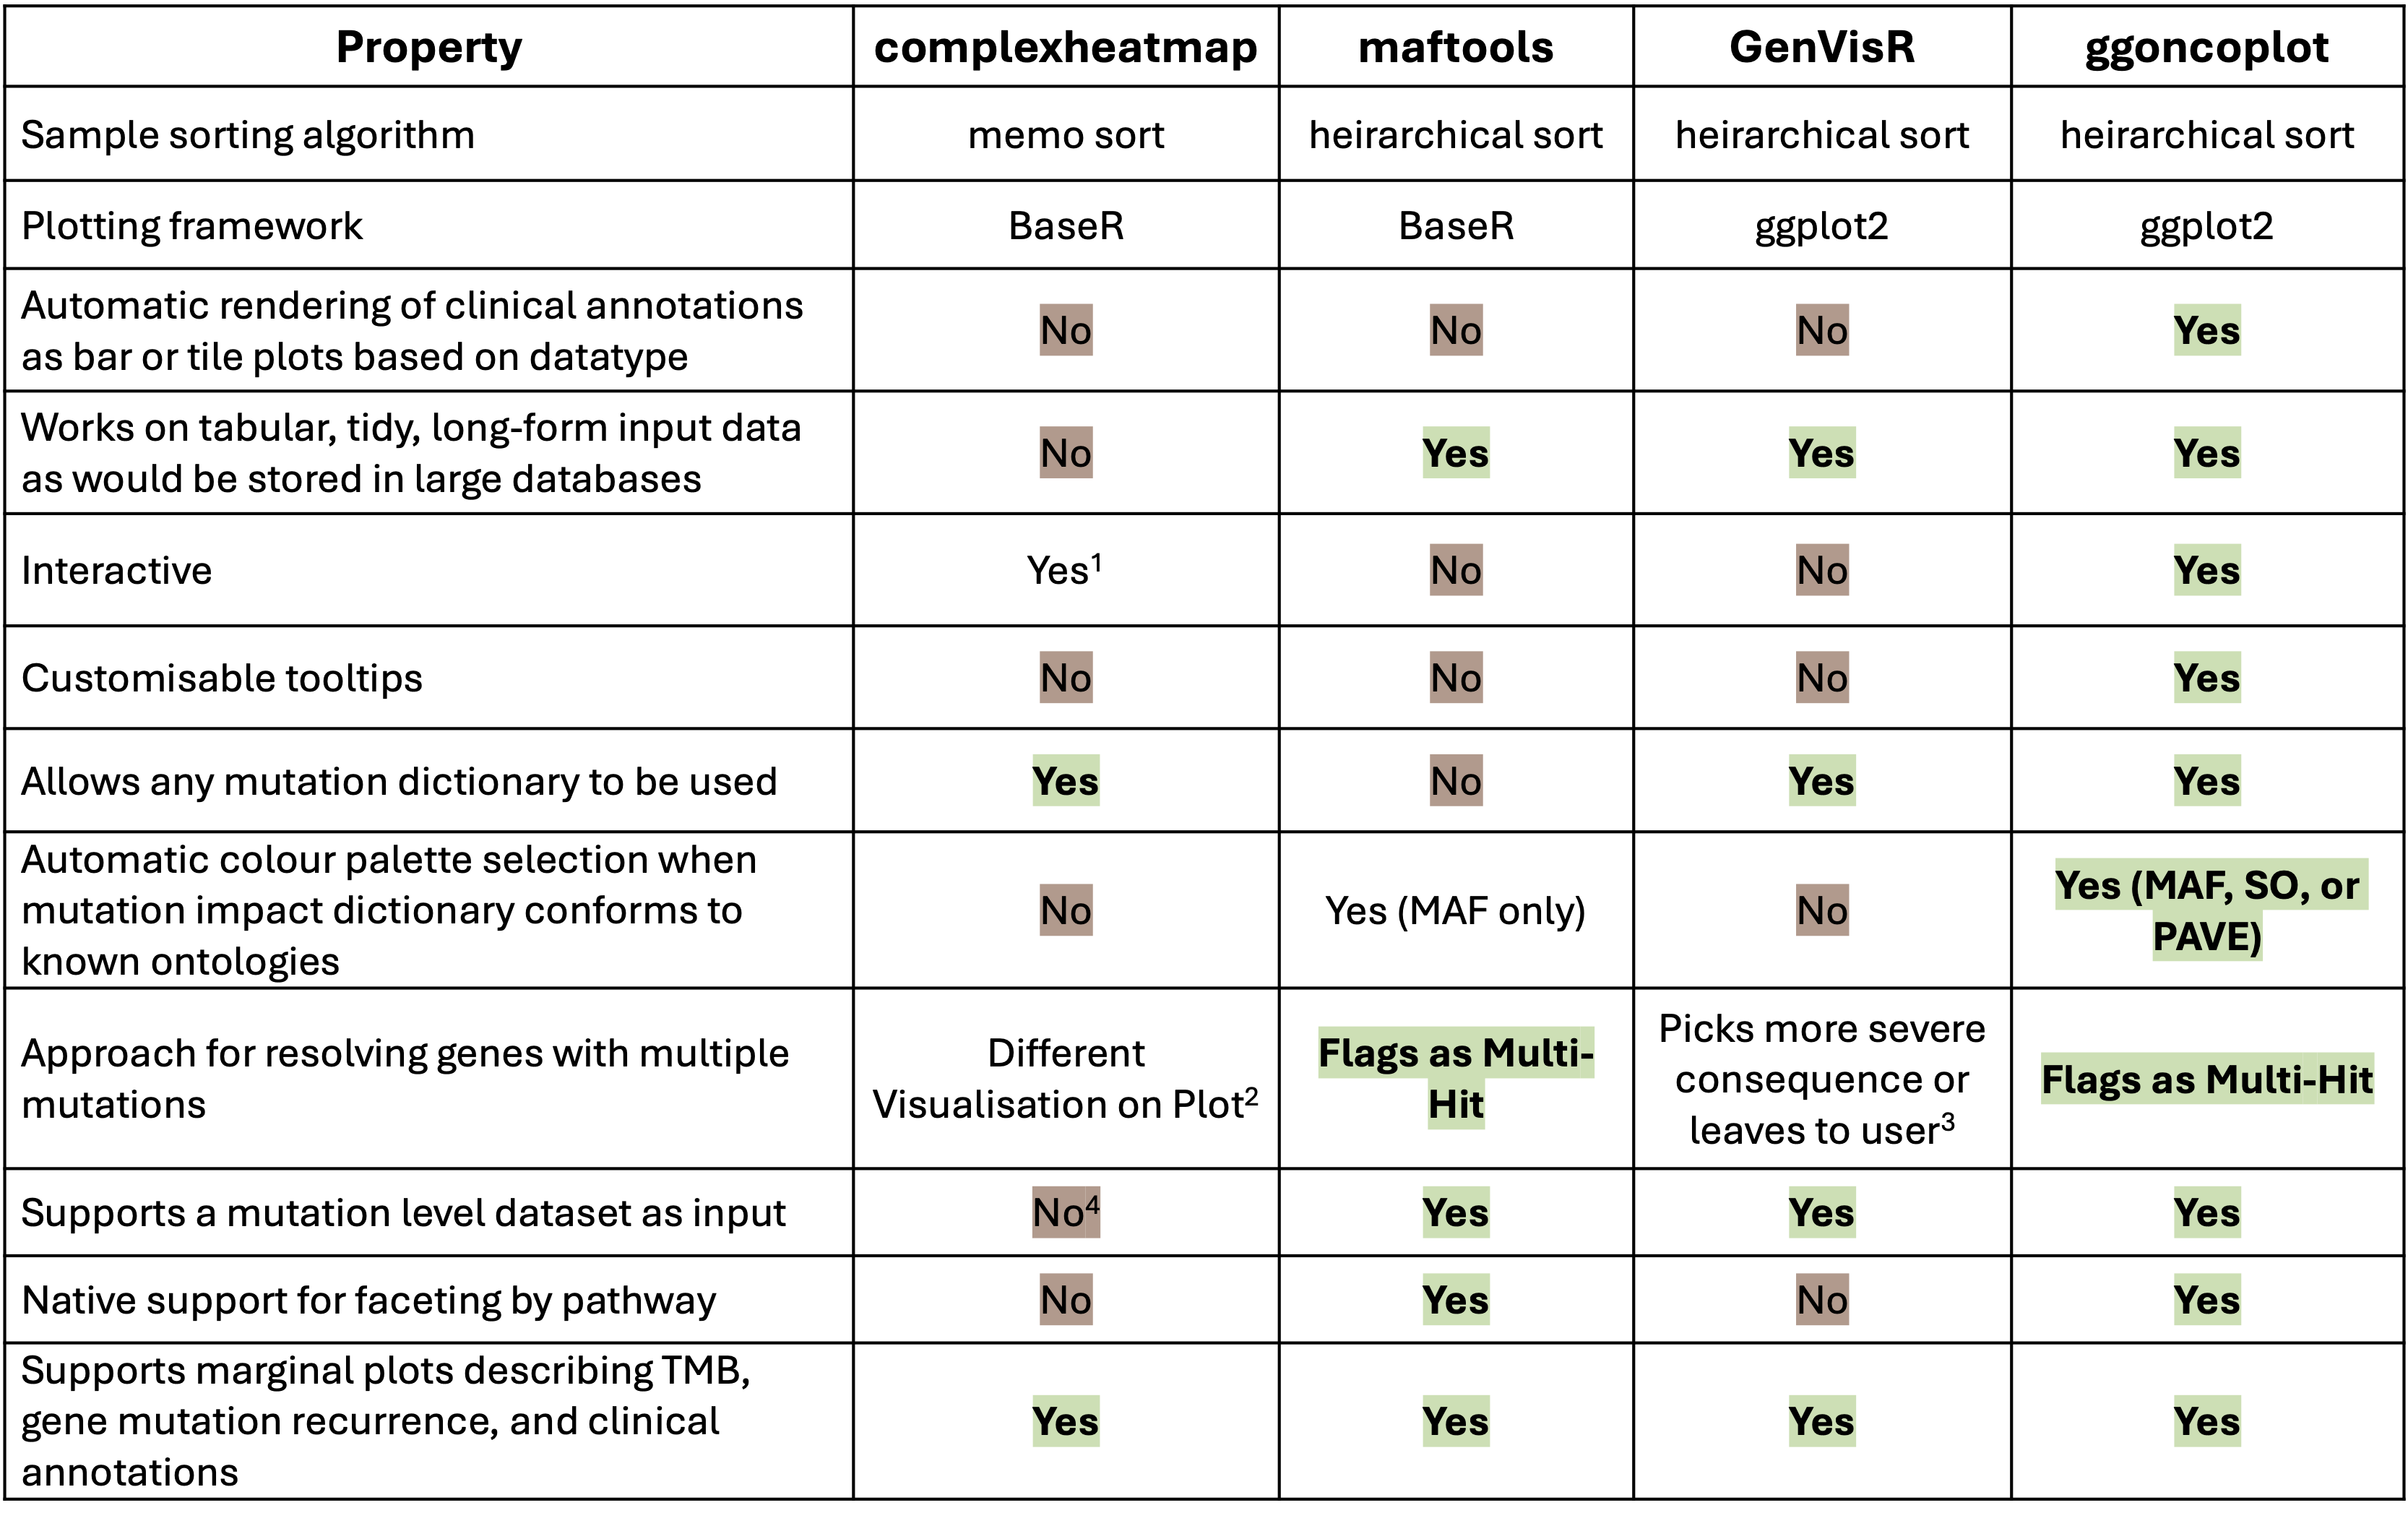 Property complexheatmap maftools GenVisR ggoncoplot
Sample sorting algorithm memo sort heirarchical sort heirarchical sort heirarchical sort
Plotting framework BaseR BaseR ggplot2 ggplot2
Automatic rendering of clinical annotations
as bar or tile plots based on datatype
No No No Yes
Works on tabular, tidy, long-form input data
as would be stored in large databases
No Yes Yes Yes
Interactive Yes¹ No No Yes
Customisable tooltips No No No Yes
Allows any mutation dictionary to be used Yes No Yes Yes
Automatic colour palette selection when
mutation impact dictionary conforms to
known ontologies
No
Yes (MAF only)
No
Yes (MAF, SO, or
PAVE)
Approach for resolving genes with multiple
mutations
Different
Visualisation on Plot²
Flags as Multi-
Hit
Picks more severe
consequence or
leaves to user³
Flags as Multi-Hit
Supports a mutation level dataset as input No⁴ Yes Yes Yes
Native support for faceting by pathway No Yes No Yes
Supports marginal plots describing TMB,
gene mutation recurrence, and clinical
annotations
Yes Yes Yes Yes